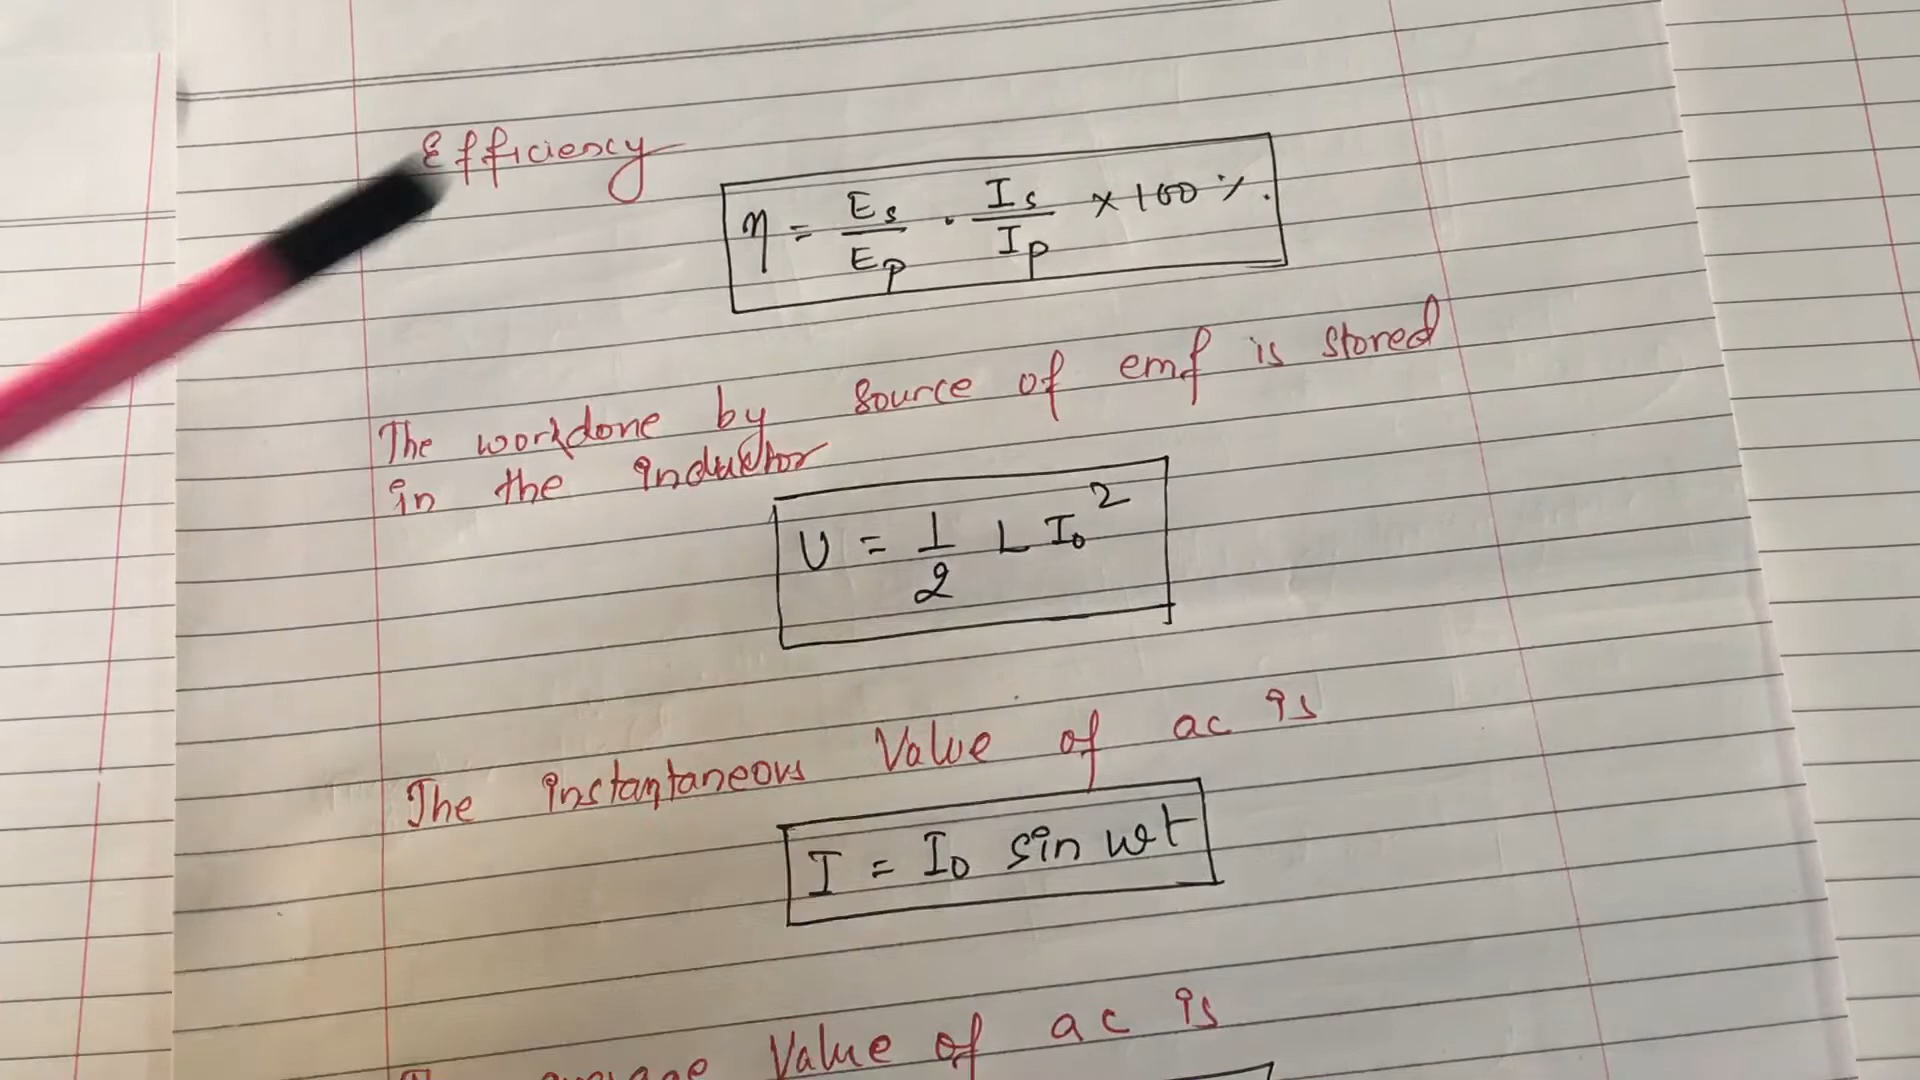 Efficiency
η = Es/Ep · Is/Ip × 100 %.
The workdone by source of emf is stored
in the inductor
U = 1/2 L I₀²
The instantaneous Value of ac is
I = I₀ sin wt
Value of ac is